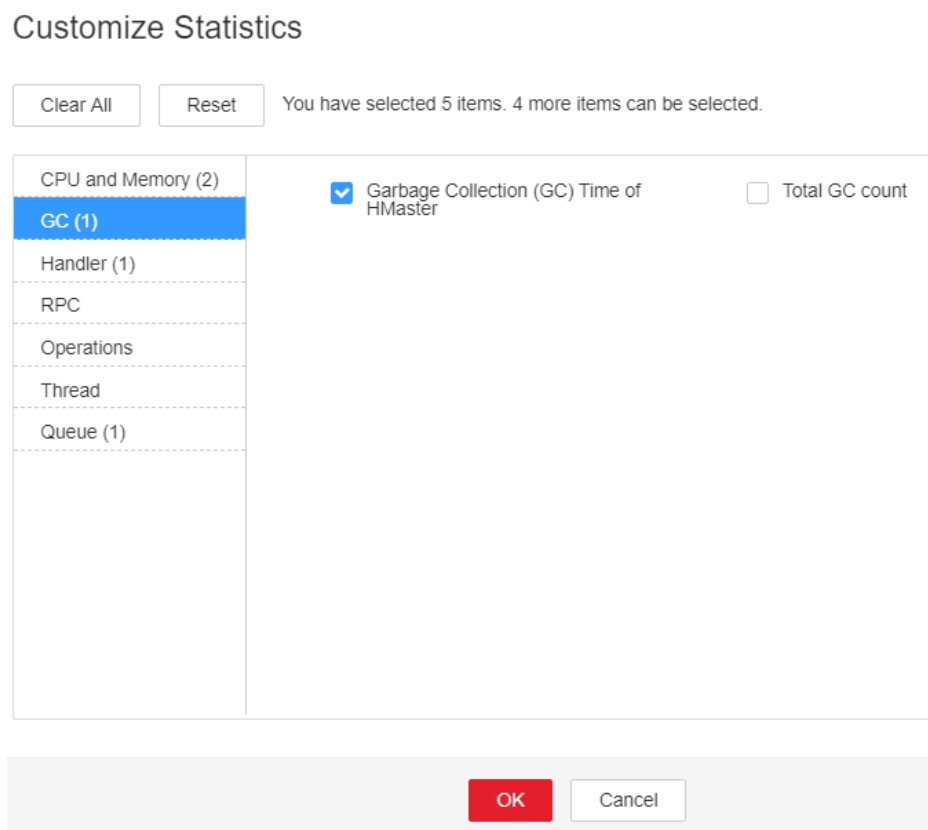 Customize Statistics
Clear All
Reset
You have selected 5 items. 4 more items can be selected.
CPU and Memory (2)
GC (1)
Handler (1)
RPC
Operations
Thread
Queue (1)
Garbage Collection (GC) Time of
HMaster
Total GC count
OK
Cancel